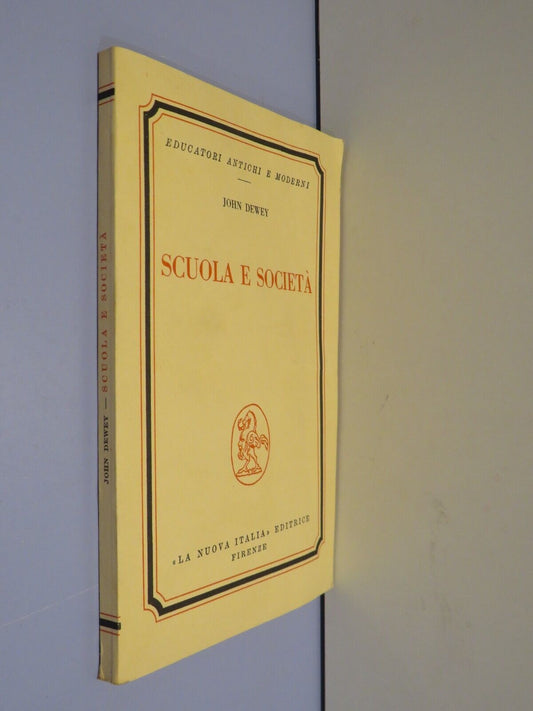 EDUCATORI ANTICHI E MODERNI
JOHN DEWEY
SCUOLA E SOCIETÀ
«LA NUOVA ITALIA» EDITRICE
FIRENZE
JOHN DEWEY — SCUOLA E SOCIETÀ